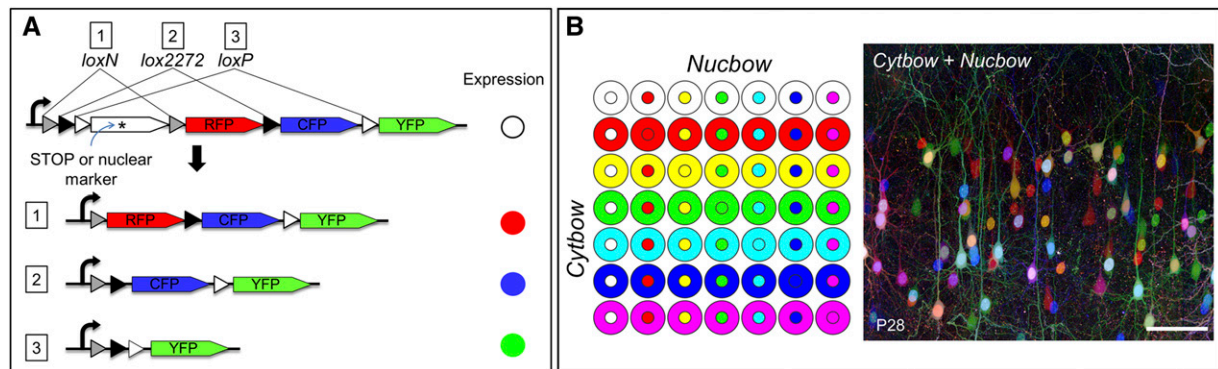 A
1 2 3
loxN lox2272 loxP
Expression
* RFP CFP YFP
STOP or nuclear
marker
1 RFP CFP YFP
2 CFP YFP
3 YFP
B
Nucbow
Cytbow
Cytbow + Nucbow
P28